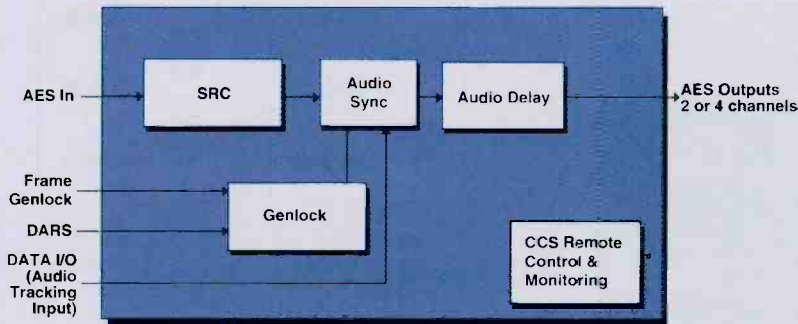 AES In
SRC
Audio
Sync
Audio Delay
AES Outputs
2 or 4 channels
Frame
Genlock
DARS
Genlock
DATA I/O
(Audio
Tracking
Input)
CCS Remote
Control &
Monitoring